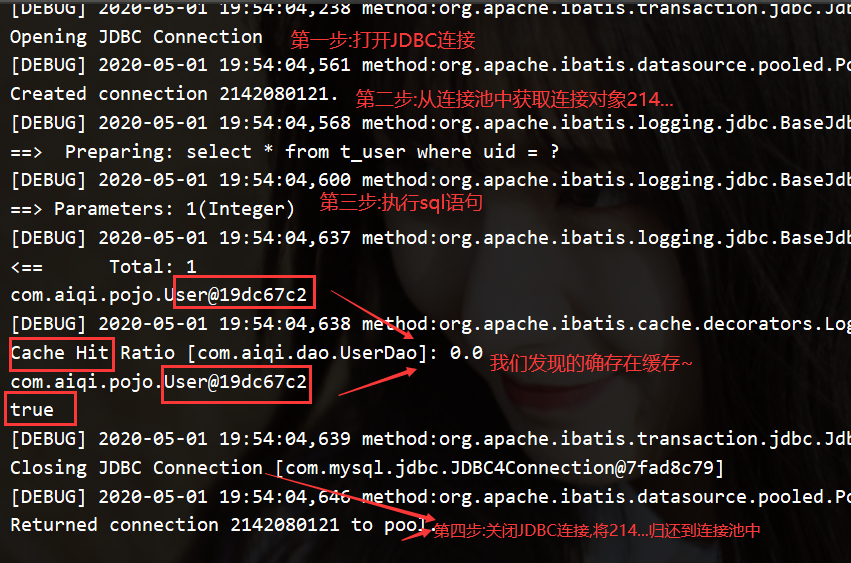 [DEBUG] 2020-05-01 19:54:04,238 method:org.apache.ibatis.transaction.jdbc.Jdb
Opening JDBC Connection 第一步:打开JDBC连接
[DEBUG] 2020-05-01 19:54:04,561 method:org.apache.ibatis.datasource.pooled.Po
Created connection 2142080121. 第二步:从连接池中获取连接对象214...
[DEBUG] 2020-05-01 19:54:04,568 method:org.apache.ibatis.logging.jdbc.BaseJdb
==>  Preparing: select * from t_user where uid = ?
[DEBUG] 2020-05-01 19:54:04,600 method:org.apache.ibatis.logging.jdbc.BaseJdb
==> Parameters: 1(Integer) 第三步:执行sql语句
[DEBUG] 2020-05-01 19:54:04,637 method:org.apache.ibatis.logging.jdbc.BaseJdb
<==      Total: 1
com.aiqi.pojo.User@19dc67c2
[DEBUG] 2020-05-01 19:54:04,638 method:org.apache.ibatis.cache.decorators.Log
Cache Hit Ratio [com.aiqi.dao.UserDao]: 0.0 我们发现的确存在缓存~
com.aiqi.pojo.User@19dc67c2
true
[DEBUG] 2020-05-01 19:54:04,639 method:org.apache.ibatis.transaction.jdbc.Jdb
Closing JDBC Connection [com.mysql.jdbc.JDBC4Connection@7fad8c79]
[DEBUG] 2020-05-01 19:54:04,646 method:org.apache.ibatis.datasource.pooled.Po
Returned connection 2142080121 to pool. 第四步:关闭JDBC连接,将214...归还到连接池中